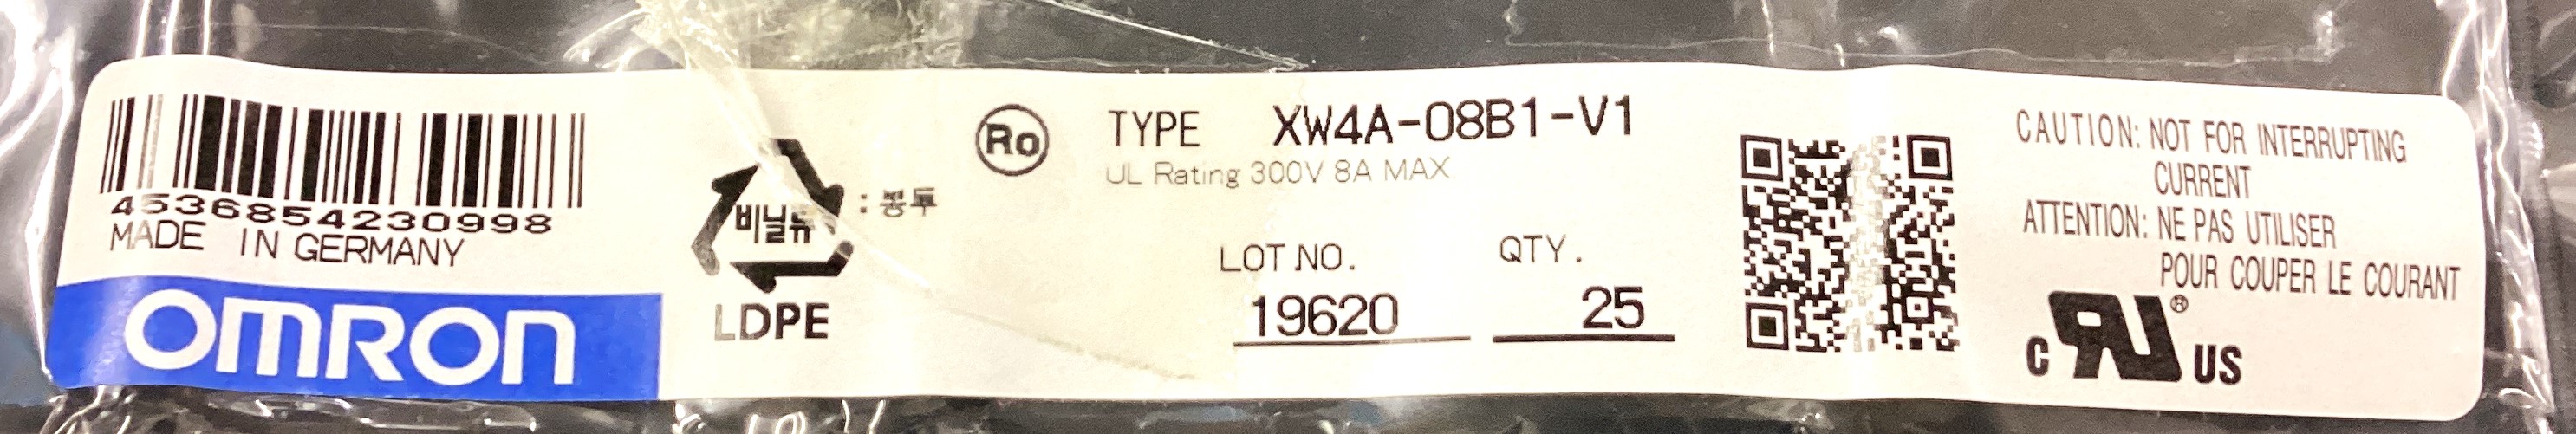 4536854230998
MADE IN GERMANY
OMRON
비닐류
: 봉투
LDPE
Ro
TYPE XW4A-08B1-V1
UL Rating 300V 8A MAX
LOT NO. QTY.
19620 25
CAUTION: NOT FOR INTERRUPTING
CURRENT
ATTENTION: NE PAS UTILISER
POUR COUPER LE COURANT
C RU® US